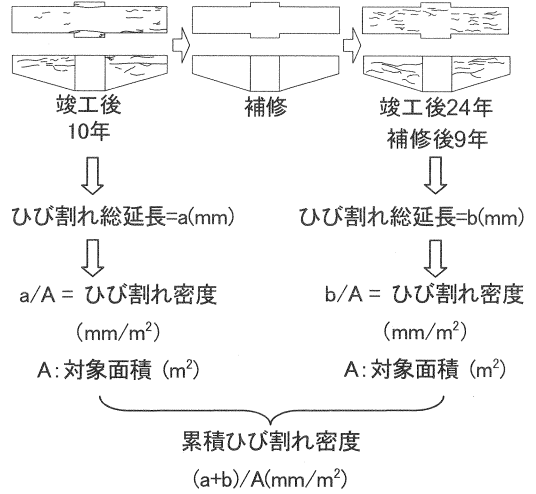 竣工後
10年
補修
竣工後24年
補修後9年
ひび割れ総延長=a(mm)
ひび割れ総延長=b(mm)
a/A = ひび割れ密度
(mm/m²)
A:対象面積 (m²)
b/A = ひび割れ密度
(mm/m²)
A:対象面積 (m²)
累積ひび割れ密度
(a+b)/A(mm/m²)